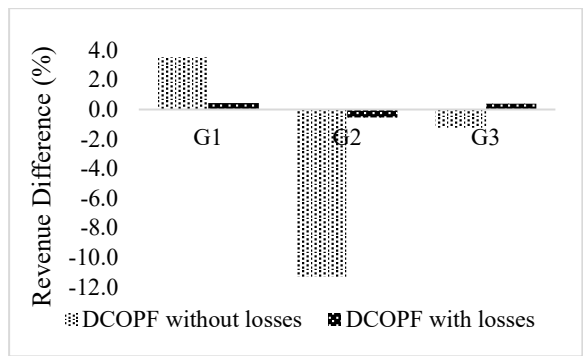 Revenue Difference (%)
4.0
2.0
0.0
-2.0
-4.0
-6.0
-8.0
-10.0
-12.0
G1
G2
G3
DCOPF without losses
DCOPF with losses